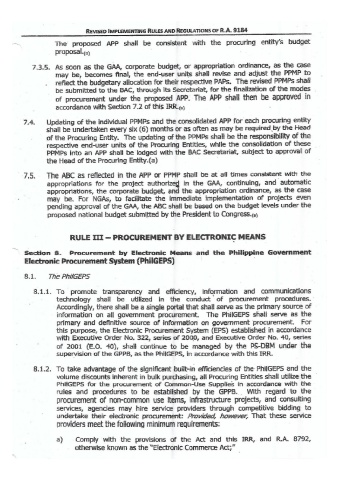 REVISED IMPLEMENTING RULES AND REGULATIONS OF R.A. 9184
The proposed APP shall be consistent with the procuring entity's budget
proposal.(n)
7.3.5. As soon as the GAA, corporate budget, or appropriation ordinance, as the case
may be, becomes final, the end-user units shall revise and adjust the PPMP to
reflect the budgetary allocation for their respective PAPs. The revised PPMPs shall
be submitted to the BAC, through its Secretariat, for the finalization of the modes
of procurement under the proposed APP. The APP shall then be approved in
accordance with Section 7.2 of this IRR.(n)
7.4. Updating of the individual PPMPs and the consolidated APP for each procuring entity
shall be undertaken every six (6) months or as often as may be required by the Head
of the Procuring Entity. The updating of the PPMPs shall be the responsibility of the
respective end-user units of the Procuring Entities, while the consolidation of these
PPMPs into an APP shall be lodged with the BAC Secretariat, subject to approval of
the Head of the Procuring Entity.(a)
7.5. The ABC as reflected in the APP or PPMP shall be at all times consistent with the
appropriations for the project authorized in the GAA, continuing, and automatic
appropriations, the corporate budget, and the appropriation ordinance, as the case
may be. For NGAs, to facilitate the immediate implementation of projects even
pending approval of the GAA, the ABC shall be based on the budget levels under the
proposed national budget submitted by the President to Congress.(a)
RULE III – PROCUREMENT BY ELECTRONIC MEANS
Section 8. Procurement by Electronic Means and the Philippine Government
Electronic Procurement System (PhilGEPS)
8.1. The PhilGEPS
8.1.1. To promote transparency and efficiency, information and communications
technology shall be utilized in the conduct of procurement procedures.
Accordingly, there shall be a single portal that shall serve as the primary source of
information on all government procurement. The PhilGEPS shall serve as the
primary and definitive source of information on government procurement. For
this purpose, the Electronic Procurement System (EPS) established in accordance
with Executive Order No. 322, series of 2000, and Executive Order No. 40, series
of 2001 (E.O. 40), shall continue to be managed by the PS-DBM under the
supervision of the GPPB, as the PhilGEPS, in accordance with this IRR.
8.1.2. To take advantage of the significant built-in efficiencies of the PhilGEPS and the
volume discounts inherent in bulk purchasing, all Procuring Entities shall utilize the
PhilGEPS for the procurement of Common-Use Supplies in accordance with the
rules and procedures to be established by the GPPB. With regard to the
procurement of non-common use items, infrastructure projects, and consulting
services, agencies may hire service providers through competitive bidding to
undertake their electronic procurement: Provided, however, That these service
providers meet the following minimum requirements:
a) Comply with the provisions of the Act and this IRR, and R.A. 8792,
otherwise known as the "Electronic Commerce Act;"